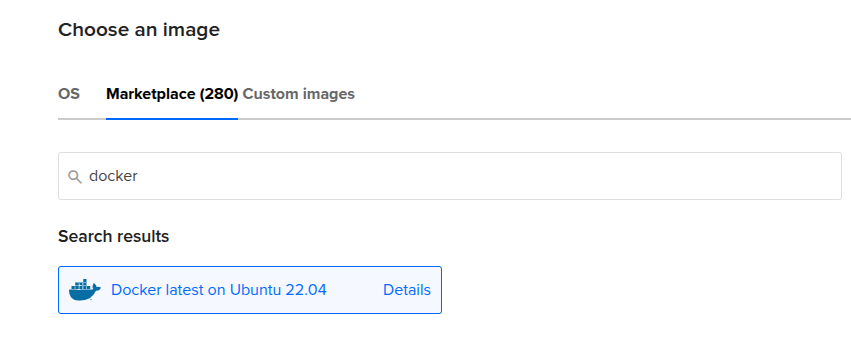 Choose an image
OS Marketplace (280) Custom images
docker
Search results
Docker latest on Ubuntu 22.04 Details